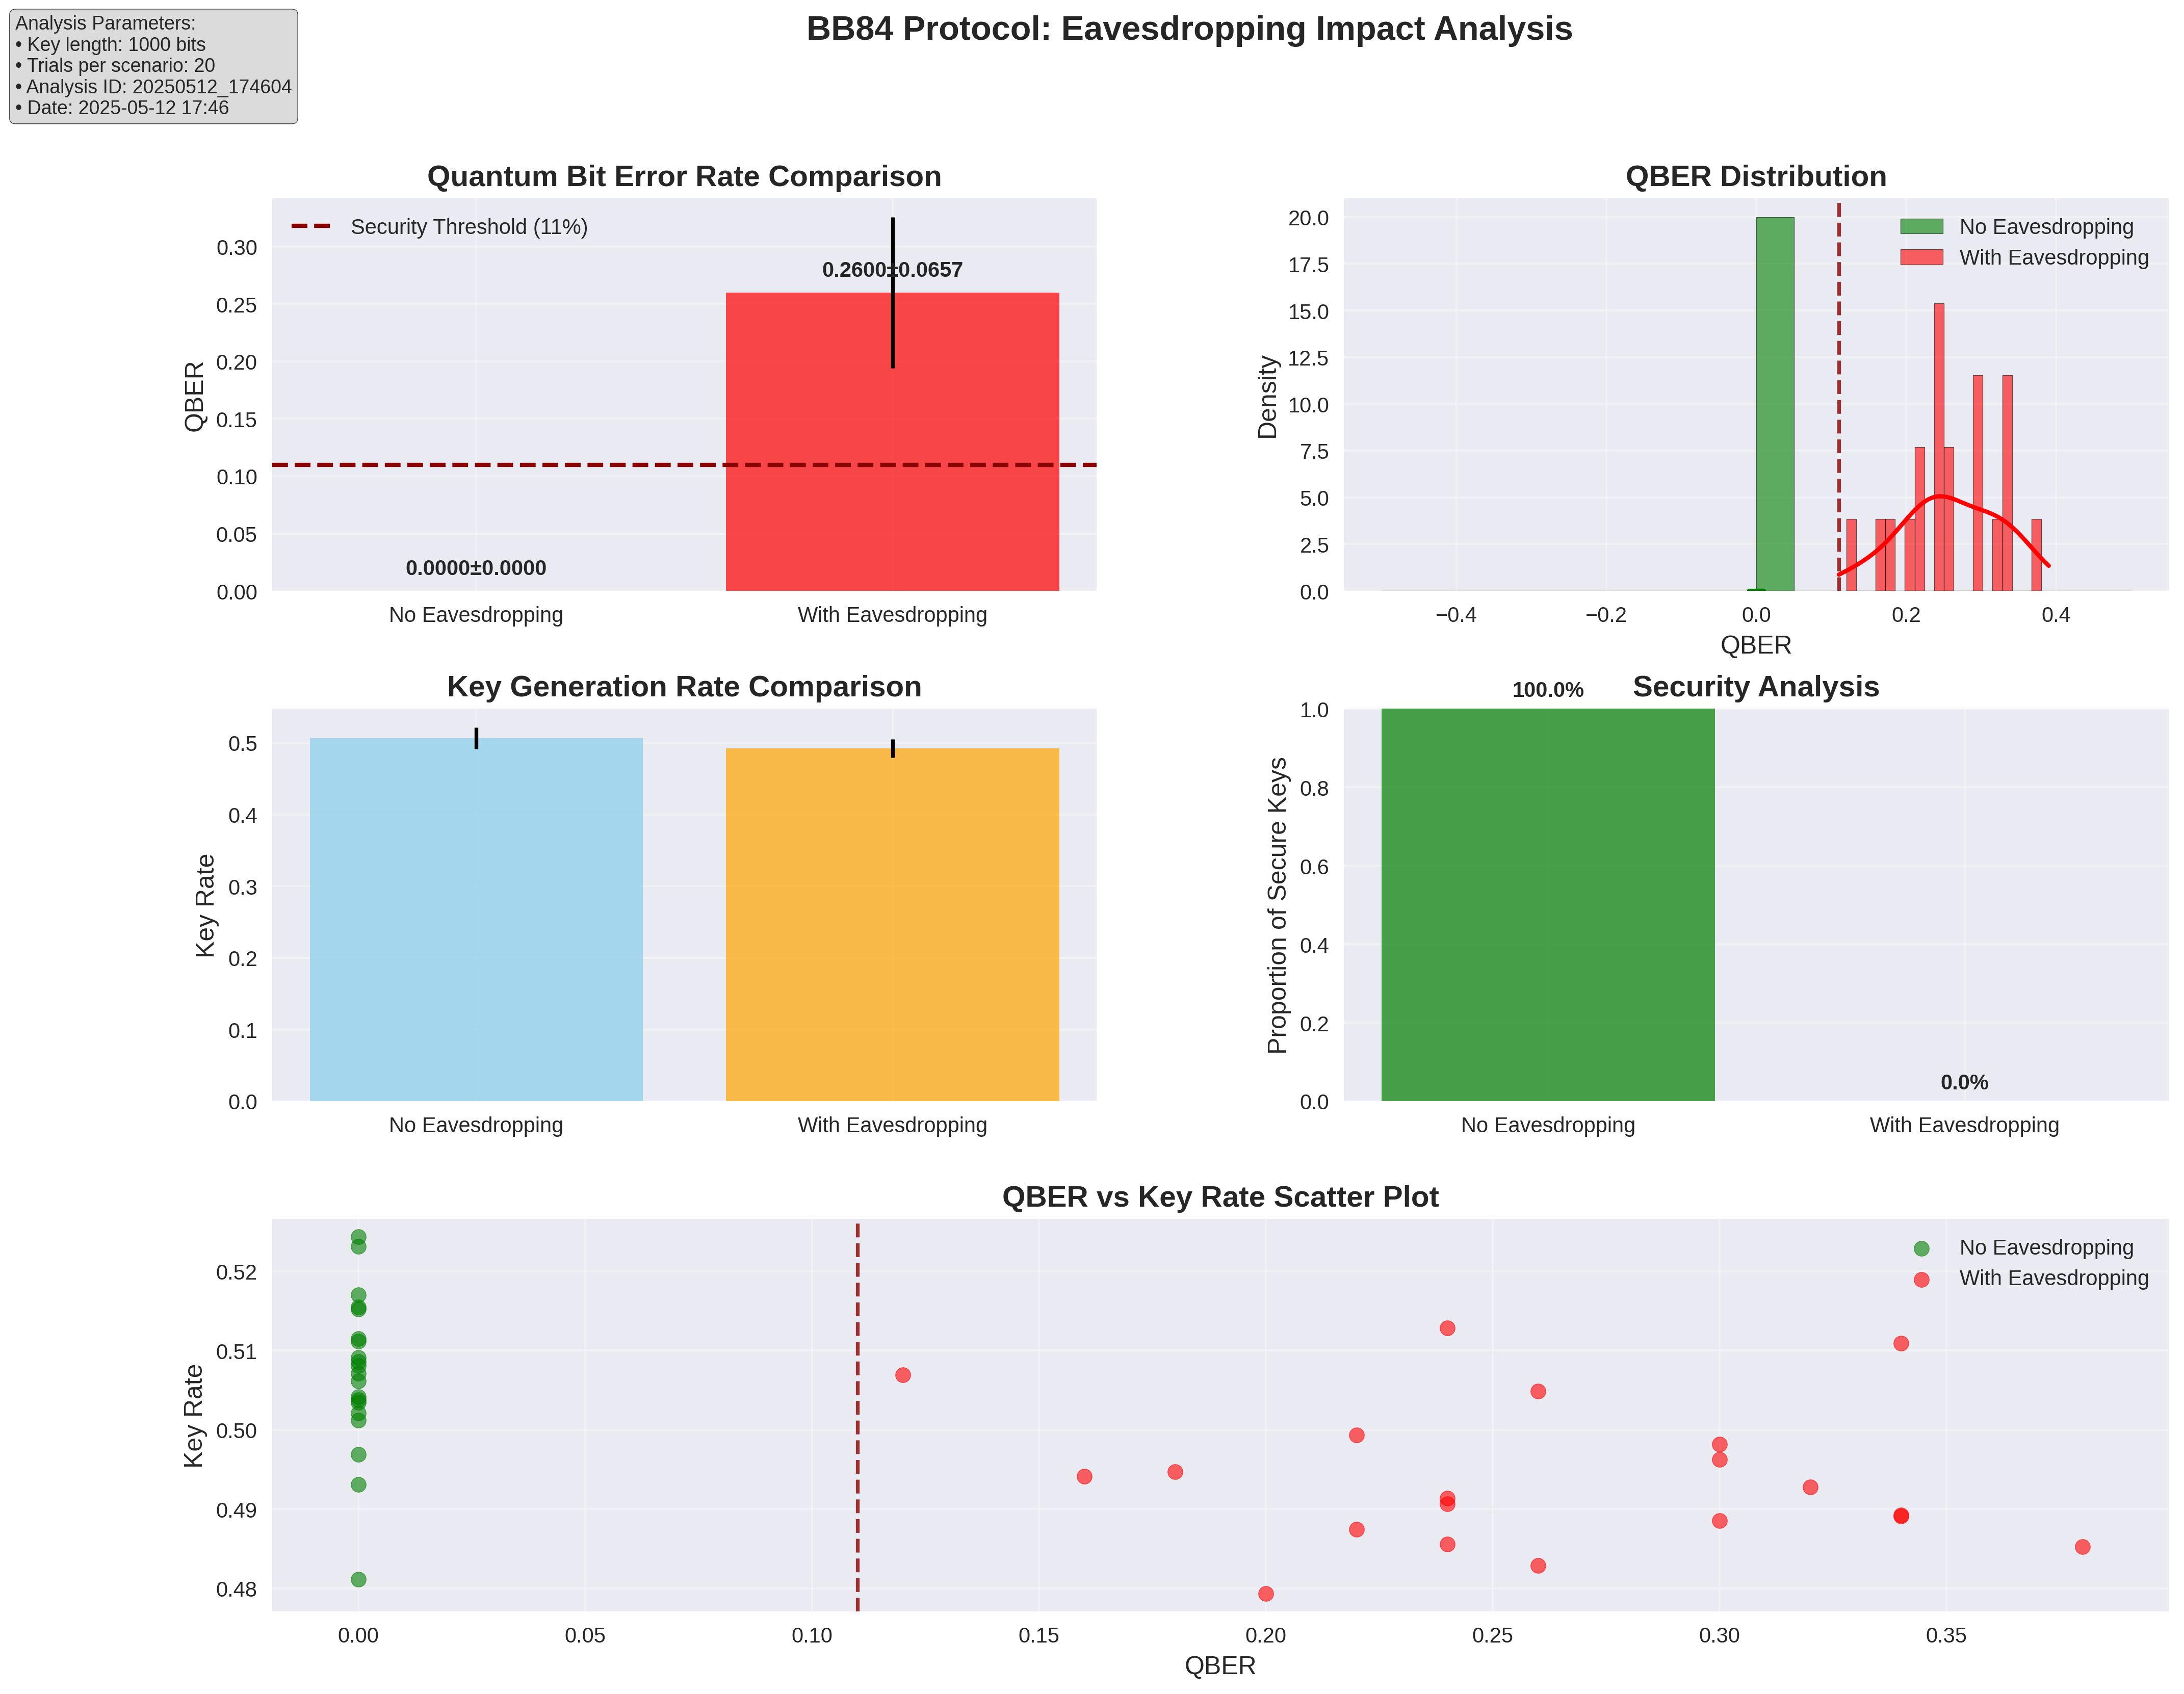 Analysis Parameters:
• Key length: 1000 bits
• Trials per scenario: 20
• Analysis ID: 20250512_174604
• Date: 2025-05-12 17:46
BB84 Protocol: Eavesdropping Impact Analysis
Quantum Bit Error Rate Comparison
Security Threshold (11%)
0.30
0.25
0.20
0.15
0.10
0.05
0.00
QBER
0.2600±0.0657
0.0000±0.0000
No Eavesdropping
With Eavesdropping
QBER Distribution
No Eavesdropping
With Eavesdropping
20.0
17.5
15.0
12.5
10.0
7.5
5.0
2.5
0.0
Density
−0.4
−0.2
0.0
0.2
0.4
QBER
Key Generation Rate Comparison
0.5
0.4
0.3
0.2
0.1
0.0
Key Rate
No Eavesdropping
With Eavesdropping
Security Analysis
100.0%
1.0
0.8
0.6
0.4
0.2
0.0
Proportion of Secure Keys
0.0%
No Eavesdropping
With Eavesdropping
QBER vs Key Rate Scatter Plot
No Eavesdropping
With Eavesdropping
0.52
0.51
0.50
0.49
0.48
Key Rate
0.00
0.05
0.10
0.15
0.20
0.25
0.30
0.35
QBER